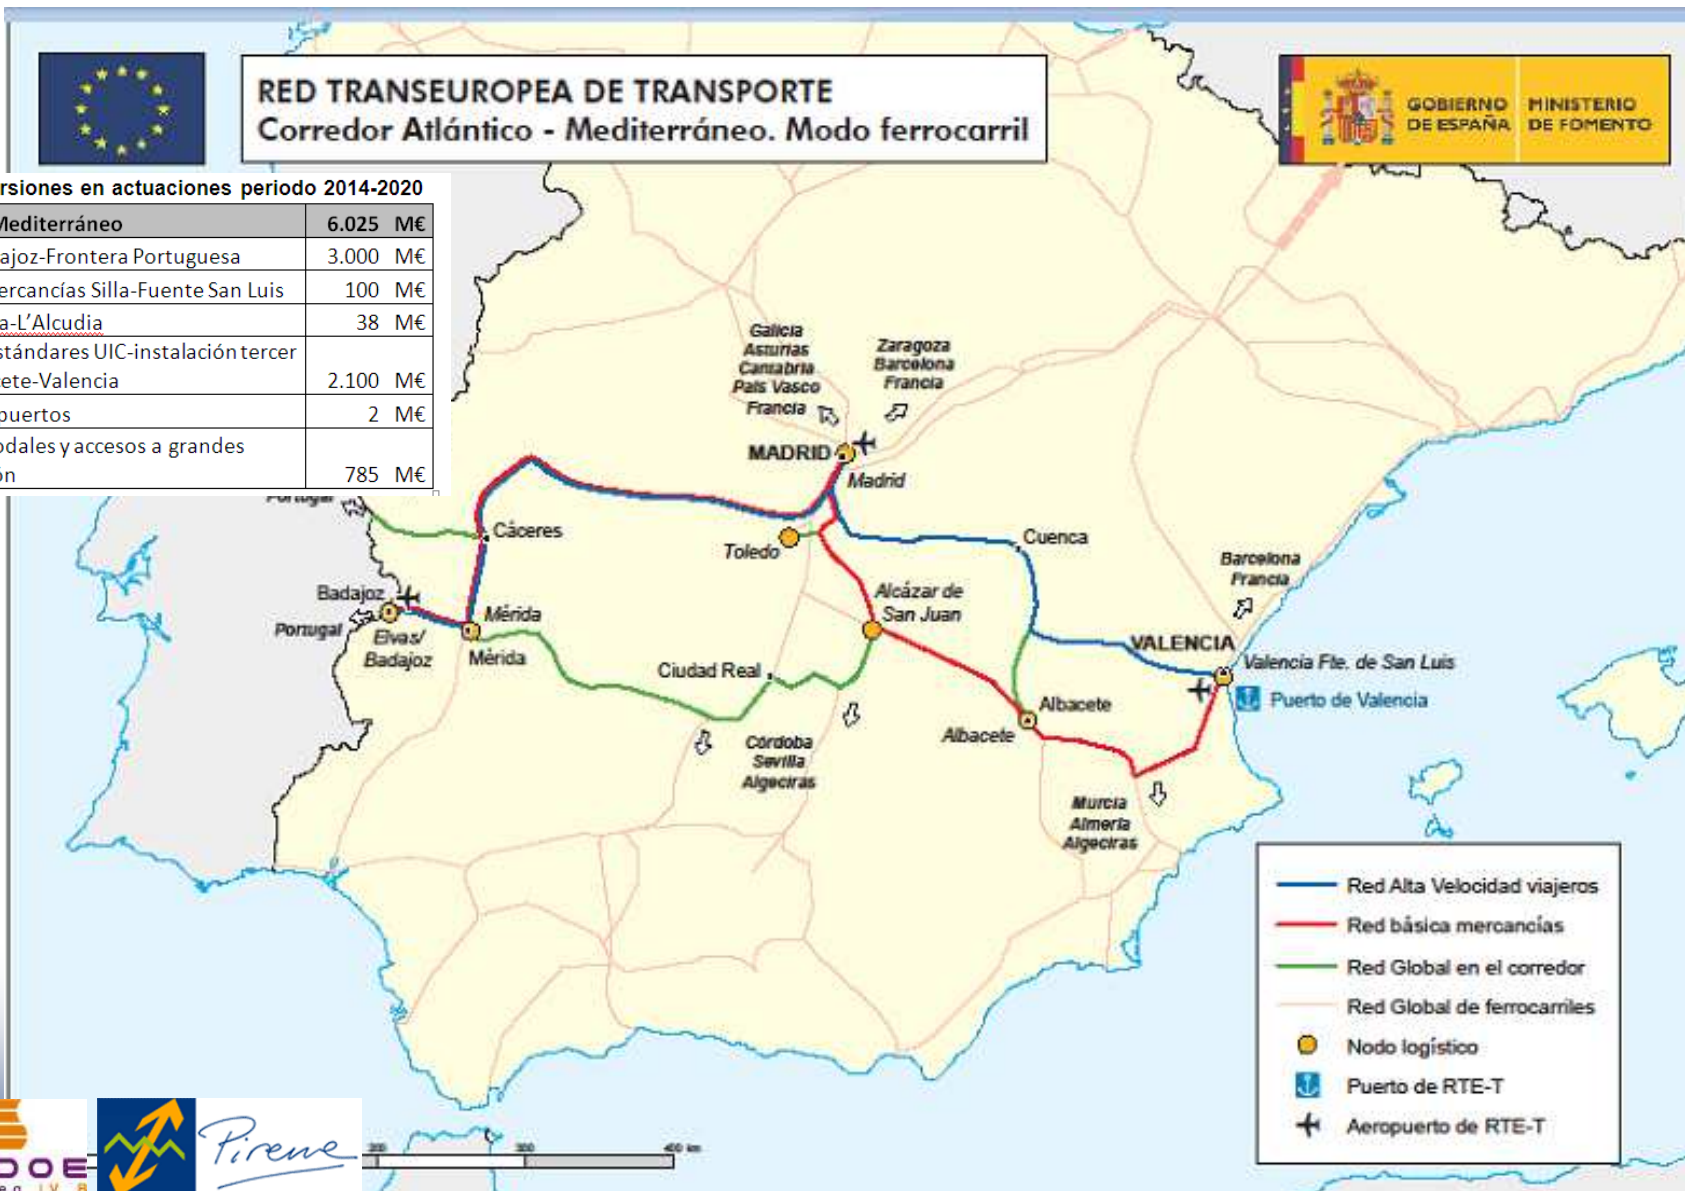 RED TRANSEUROPEA DE TRANSPORTE
Corredor Atlántico - Mediterráneo. Modo ferrocarril
GOBIERNO
DE ESPAÑA
MINISTERIO
DE FOMENTO
rsiones en actuaciones periodo 2014-2020
Mediterráneo 6.025 M€
ajoz-Frontera Portuguesa 3.000 M€
ercancías Silla-Fuente San Luis 100 M€
a-L'Alcudia 38 M€
stándares UIC-instalación tercer
ete-Valencia 2.100 M€
puertos 2 M€
odales y accesos a grandes
ón 785 M€
Galicia
Asturias
Cantabria
País Vasco
Francia
Zaragoza
Barcelona
Francia
MADRID
Madrid
Portugal
Cáceres
Toledo
Cuenca
Barcelona
Francia
Badajoz
Portugal
Elvas/
Badajoz
Mérida
Mérida
Alcázar de
San Juan
Ciudad Real
VALENCIA
Valencia Fte. de San Luis
Puerto de Valencia
Albacete
Albacete
Córdoba
Sevilla
Algeciras
Murcia
Almería
Algeciras
Red Alta Velocidad viajeros
Red básica mercancías
Red Global en el corredor
Red Global de ferrocarriles
Nodo logístico
Puerto de RTE-T
Aeropuerto de RTE-T
Pirene
DOE
300
400 km